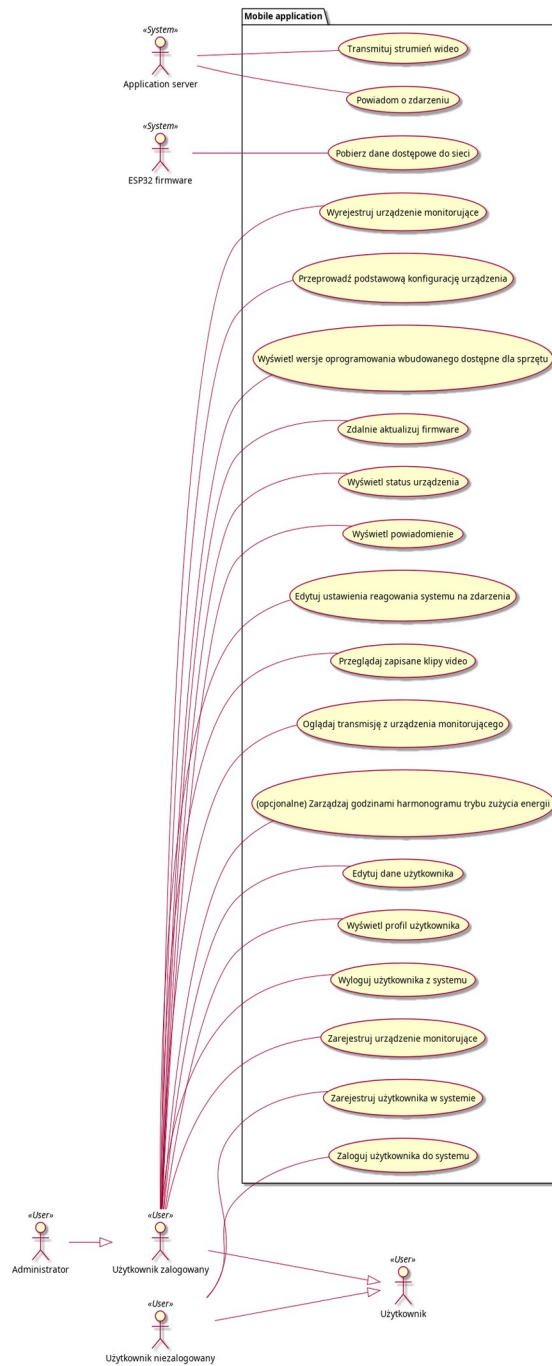 Mobile application
«System»
Application server
Transmituj strumień wideo
Powiadom o zdarzeniu
«System»
ESP32 firmware
Pobierz dane dostępowe do sieci
Wyrejestruj urządzenie monitorujące
Przeprowadź podstawową konfigurację urządzenia
Wyświetl wersje oprogramowania wbudowanego dostępne dla sprzętu
Zdalnie aktualizuj firmware
Wyświetl status urządzenia
Wyświetl powiadomienie
Edytuj ustawienia reagowania systemu na zdarzenia
Przeglądaj zapisane klipy video
Oglądaj transmisję z urządzenia monitorującego
(opcjonalne) Zarządzaj godzinami harmonogramu trybu zużycia energii
Edytuj dane użytkownika
Wyświetl profil użytkownika
Wyloguj użytkownika z systemu
Zarejestruj urządzenie monitorujące
Zarejestruj użytkownika w systemie
Zaloguj użytkownika do systemu
«User»
Administrator
«User»
Użytkownik zalogowany
«User»
Użytkownik
«User»
Użytkownik niezalogowany